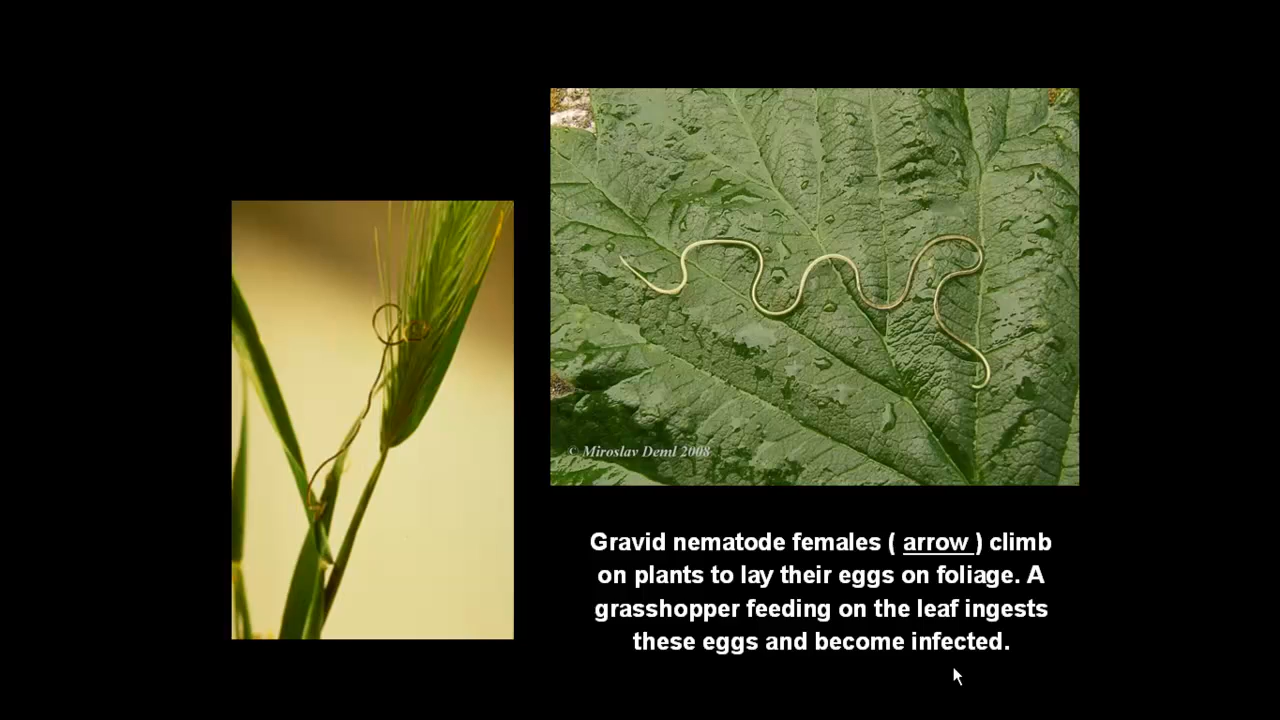 © Miroslav Deml 2008
Gravid nematode females ( arrow ) climb
on plants to lay their eggs on foliage. A
grasshopper feeding on the leaf ingests
these eggs and become infected.